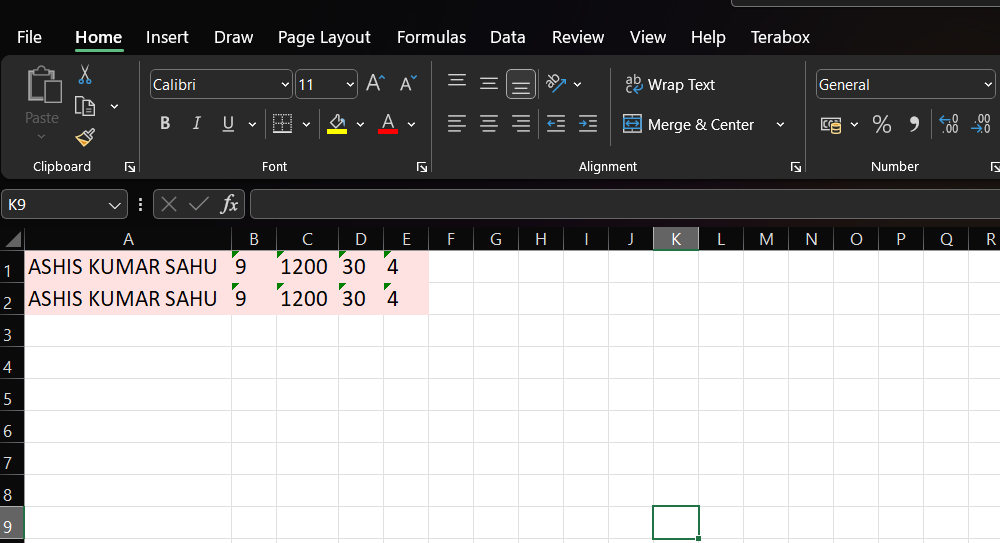 File Home Insert Draw Page Layout Formulas Data Review View Help Terabox
Paste
Calibri 11
ab Wrap Text
General
B I U A
Merge & Center
% .00 .00
Clipboard Font Alignment Number
K9 fx
A B C D E F G H I J K L M N O P Q R
1 ASHIS KUMAR SAHU 9 1200 30 4
2 ASHIS KUMAR SAHU 9 1200 30 4
3
4
5
6
7
8
9